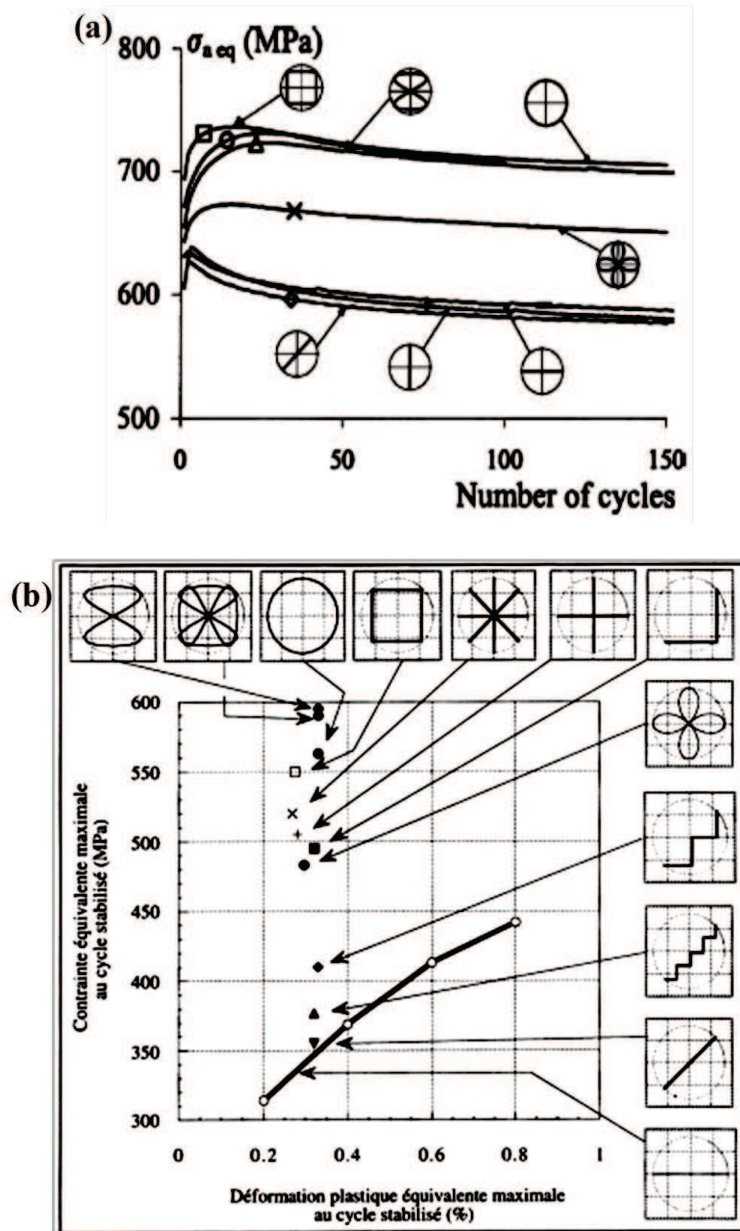 (a)
σa eq (MPa)
800
700
600
500
0
50
100
150
Number of cycles
(b)
600
550
500
450
400
350
300
0
0.2
0.4
0.6
0.8
1
Contrainte équivalente maximale
au cycle stabilisé (MPa)
Déformation plastique équivalente maximale
au cycle stabilisé (%)